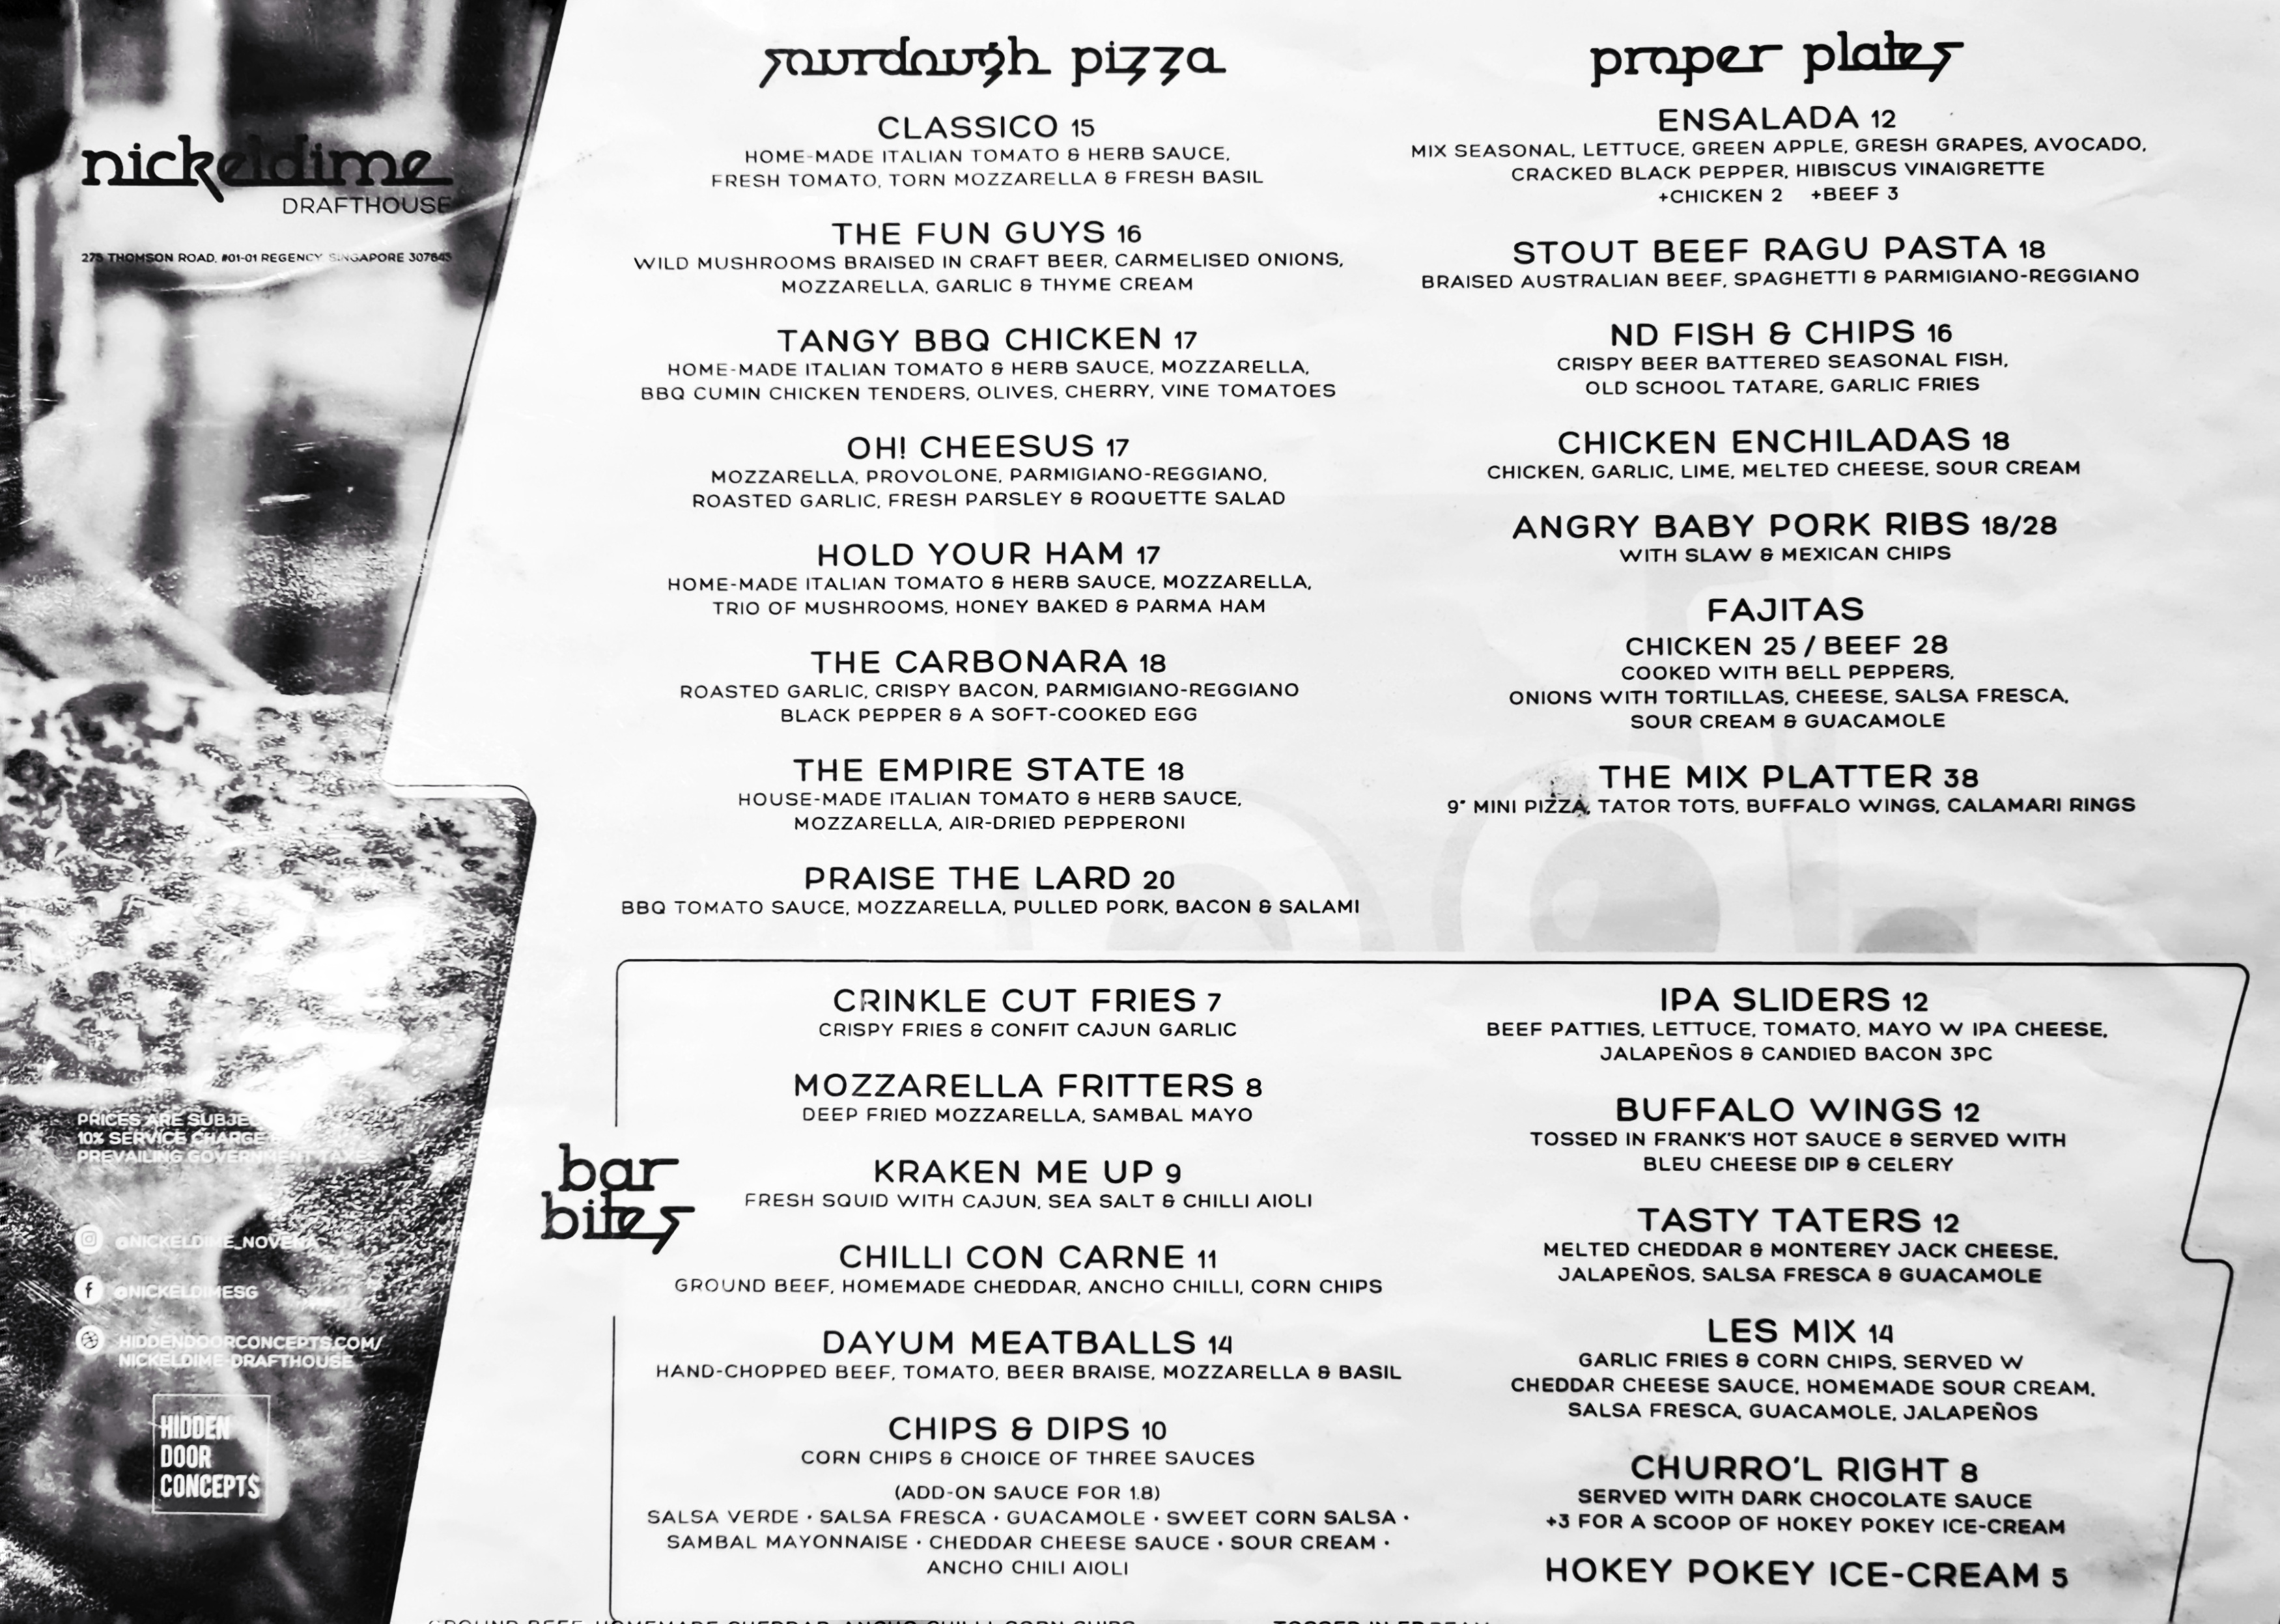 nickeldime
DRAFTHOUSE
275 THOMSON ROAD, #01-01 REGENCY SINGAPORE 307645
sourdough pizza
CLASSICO 15
HOME-MADE ITALIAN TOMATO & HERB SAUCE,
FRESH TOMATO, TORN MOZZARELLA & FRESH BASIL
THE FUN GUYS 16
WILD MUSHROOMS BRAISED IN CRAFT BEER, CARMELISED ONIONS,
MOZZARELLA, GARLIC & THYME CREAM
TANGY BBQ CHICKEN 17
HOME-MADE ITALIAN TOMATO & HERB SAUCE, MOZZARELLA,
BBQ CUMIN CHICKEN TENDERS, OLIVES, CHERRY, VINE TOMATOES
OH! CHEESUS 17
MOZZARELLA, PROVOLONE, PARMIGIANO-REGGIANO,
ROASTED GARLIC, FRESH PARSLEY & ROQUETTE SALAD
HOLD YOUR HAM 17
HOME-MADE ITALIAN TOMATO & HERB SAUCE, MOZZARELLA,
TRIO OF MUSHROOMS, HONEY BAKED & PARMA HAM
THE CARBONARA 18
ROASTED GARLIC, CRISPY BACON, PARMIGIANO-REGGIANO
BLACK PEPPER & A SOFT-COOKED EGG
THE EMPIRE STATE 18
HOUSE-MADE ITALIAN TOMATO & HERB SAUCE,
MOZZARELLA, AIR-DRIED PEPPERONI
PRAISE THE LARD 20
BBQ TOMATO SAUCE, MOZZARELLA, PULLED PORK, BACON & SALAMI
proper plates
ENSALADA 12
MIX SEASONAL, LETTUCE, GREEN APPLE, GRESH GRAPES, AVOCADO,
CRACKED BLACK PEPPER, HIBISCUS VINAIGRETTE
+CHICKEN 2 +BEEF 3
STOUT BEEF RAGU PASTA 18
BRAISED AUSTRALIAN BEEF, SPAGHETTI & PARMIGIANO-REGGIANO
ND FISH & CHIPS 16
CRISPY BEER BATTERED SEASONAL FISH,
OLD SCHOOL TATARE, GARLIC FRIES
CHICKEN ENCHILADAS 18
CHICKEN, GARLIC, LIME, MELTED CHEESE, SOUR CREAM
ANGRY BABY PORK RIBS 18/28
WITH SLAW & MEXICAN CHIPS
FAJITAS
CHICKEN 25 / BEEF 28
COOKED WITH BELL PEPPERS,
ONIONS WITH TORTILLAS, CHEESE, SALSA FRESCA,
SOUR CREAM & GUACAMOLE
THE MIX PLATTER 38
9" MINI PIZZA, TATOR TOTS, BUFFALO WINGS, CALAMARI RINGS
bar
bites
CRINKLE CUT FRIES 7
CRISPY FRIES & CONFIT CAJUN GARLIC
MOZZARELLA FRITTERS 8
DEEP FRIED MOZZARELLA, SAMBAL MAYO
KRAKEN ME UP 9
FRESH SQUID WITH CAJUN, SEA SALT & CHILLI AIOLI
CHILLI CON CARNE 11
GROUND BEEF, HOMEMADE CHEDDAR, ANCHO CHILLI, CORN CHIPS
DAYUM MEATBALLS 14
HAND-CHOPPED BEEF, TOMATO, BEER BRAISE, MOZZARELLA & BASIL
CHIPS & DIPS 10
CORN CHIPS & CHOICE OF THREE SAUCES
(ADD-ON SAUCE FOR 1.8)
SALSA VERDE • SALSA FRESCA • GUACAMOLE • SWEET CORN SALSA •
SAMBAL MAYONNAISE • CHEDDAR CHEESE SAUCE • SOUR CREAM •
ANCHO CHILI AIOLI
IPA SLIDERS 12
BEEF PATTIES, LETTUCE, TOMATO, MAYO W IPA CHEESE,
JALAPEÑOS & CANDIED BACON 3PC
BUFFALO WINGS 12
TOSSED IN FRANK'S HOT SAUCE & SERVED WITH
BLEU CHEESE DIP & CELERY
TASTY TATERS 12
MELTED CHEDDAR & MONTEREY JACK CHEESE,
JALAPEÑOS, SALSA FRESCA & GUACAMOLE
LES MIX 14
GARLIC FRIES & CORN CHIPS, SERVED W
CHEDDAR CHEESE SAUCE, HOMEMADE SOUR CREAM,
SALSA FRESCA, GUACAMOLE, JALAPEÑOS
CHURRO'L RIGHT 8
SERVED WITH DARK CHOCOLATE SAUCE
+3 FOR A SCOOP OF HOKEY POKEY ICE-CREAM
HOKEY POKEY ICE-CREAM 5
PRICES ARE
10% SERVICE CHARGE
PREVAILING GOVERNMENT TAXES
@NICKELDIME_NOVENA
@NICKELDIMESG
HIDDENDOORCONCEPTS.COM/
NICKELDIME-DRAFTHOUSE
HIDDEN
DOOR
CONCEPTS